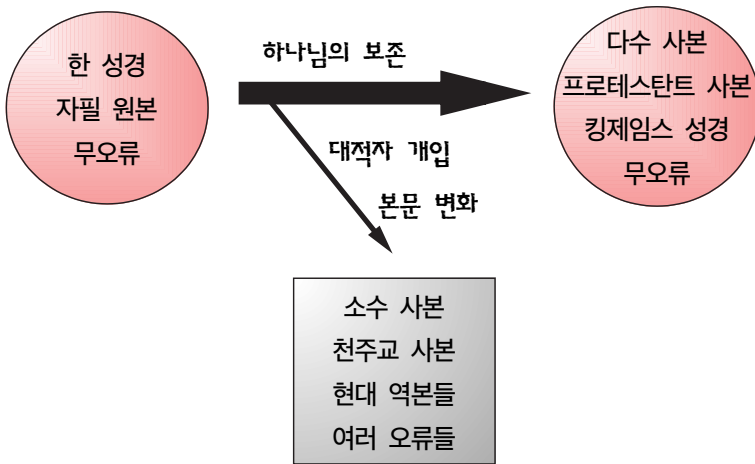 한 성경
자필 원본
무오류
하나님의 보존
대적자 개입
본문 변화
다수 사본
프로테스탄트 사본
킹제임스 성경
무오류
소수 사본
천주교 사본
현대 역본들
여러 오류들